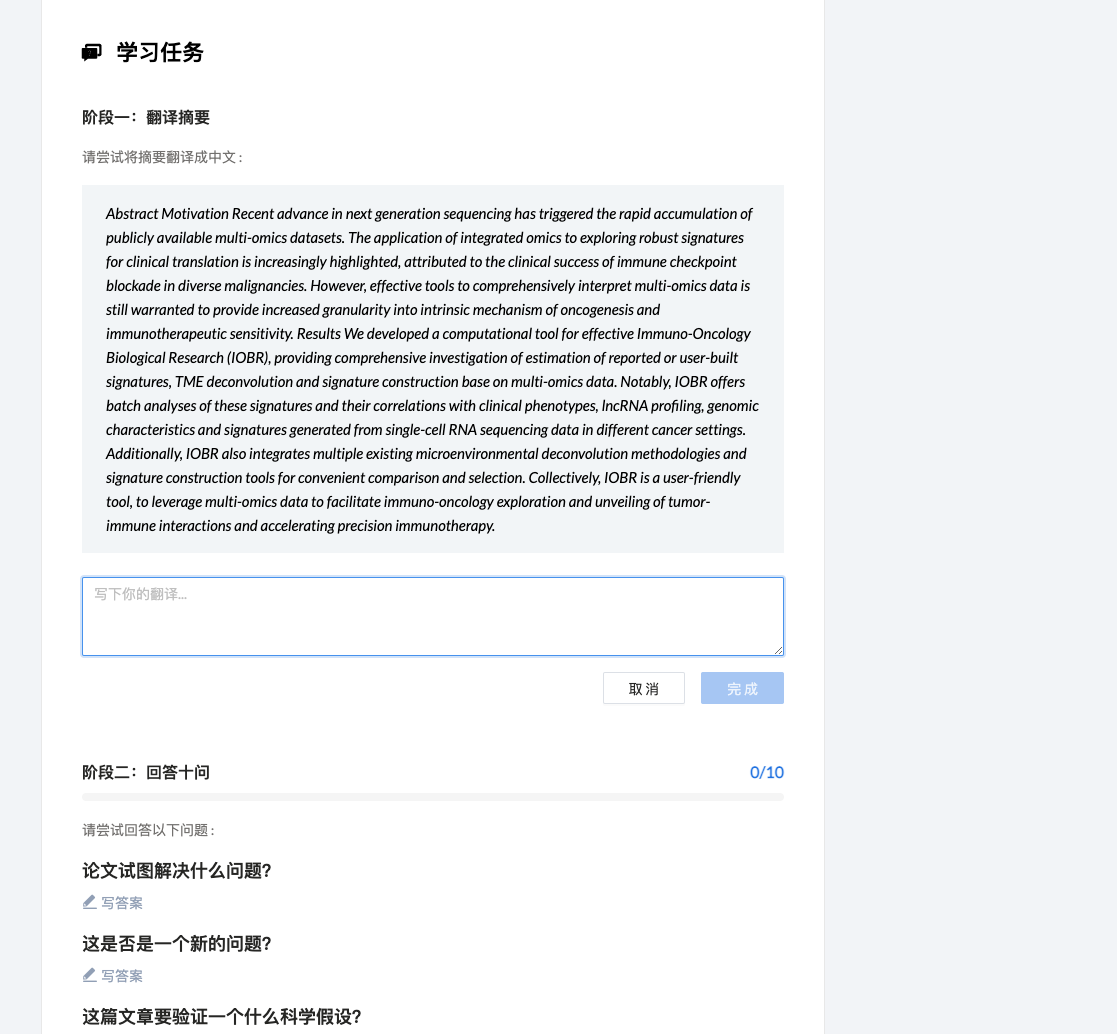 学习任务
阶段一：翻译摘要
请尝试将摘要翻译成中文：
Abstract Motivation Recent advance in next generation sequencing has triggered the rapid accumulation of
publicly available multi-omics datasets. The application of integrated omics to exploring robust signatures
for clinical translation is increasingly highlighted, attributed to the clinical success of immune checkpoint
blockade in diverse malignancies. However, effective tools to comprehensively interpret multi-omics data is
still warranted to provide increased granularity into intrinsic mechanism of oncogenesis and
immunotherapeutic sensitivity. Results We developed a computational tool for effective Immuno-Oncology
Biological Research (IOBR), providing comprehensive investigation of estimation of reported or user-built
signatures, TME deconvolution and signature construction base on multi-omics data. Notably, IOBR offers
batch analyses of these signatures and their correlations with clinical phenotypes, lncRNA profiling, genomic
characteristics and signatures generated from single-cell RNA sequencing data in different cancer settings.
Additionally, IOBR also integrates multiple existing microenvironmental deconvolution methodologies and
signature construction tools for convenient comparison and selection. Collectively, IOBR is a user-friendly
tool, to leverage multi-omics data to facilitate immuno-oncology exploration and unveiling of tumor-
immune interactions and accelerating precision immunotherapy.
写下你的翻译...
取消 完成
阶段二：回答十问 0/10
请尝试回答以下问题：
论文试图解决什么问题？
写答案
这是否是一个新的问题？
写答案
这篇文章要验证一个什么科学假设？